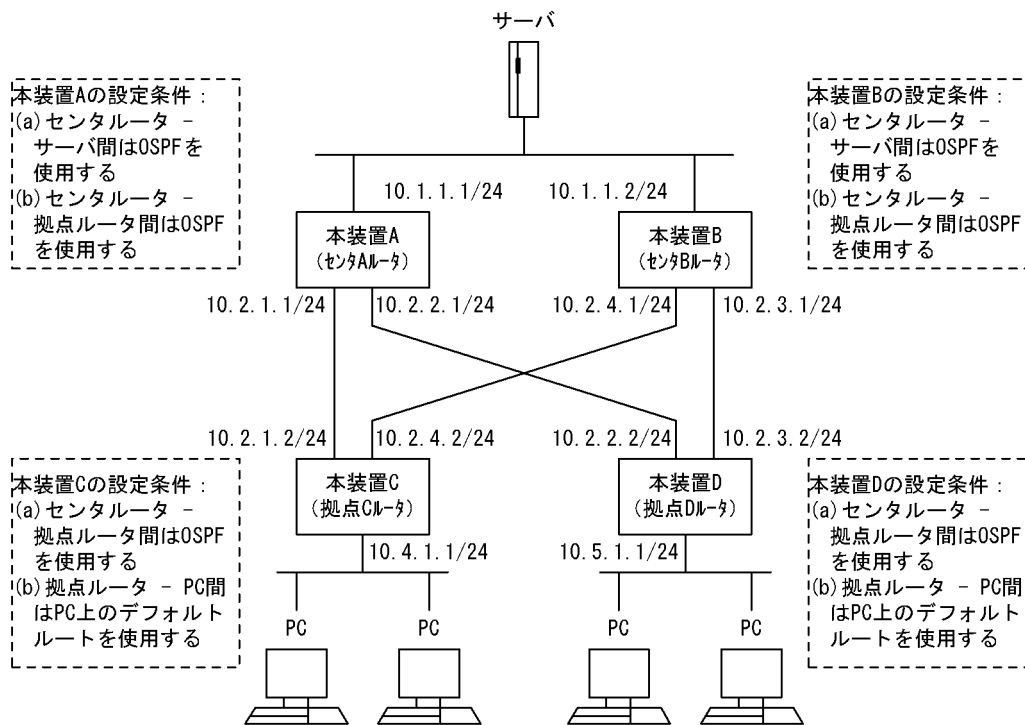 サーバ
本装置Aの設定条件：
(a)センタルータ －
サーバ間はOSPFを
使用する
(b)センタルータ －
拠点ルータ間はOSPF
を使用する
本装置Bの設定条件：
(a)センタルータ －
サーバ間はOSPFを
使用する
(b)センタルータ －
拠点ルータ間はOSPF
を使用する
10.1.1.1/24
10.1.1.2/24
本装置A
(ｾﾝﾀAﾙｰﾀ)
本装置B
(ｾﾝﾀBﾙｰﾀ)
10.2.1.1/24
10.2.2.1/24
10.2.4.1/24
10.2.3.1/24
10.2.1.2/24
10.2.4.2/24
10.2.2.2/24
10.2.3.2/24
本装置Cの設定条件：
(a)センタルータ －
拠点ルータ間はOSPF
を使用する
(b)拠点ルータ － PC間
はPC上のデフォルト
ルートを使用する
本装置C
(拠点Cﾙｰﾀ)
本装置D
(拠点Dﾙｰﾀ)
本装置Dの設定条件：
(a)センタルータ －
拠点ルータ間はOSPF
を使用する
(b)拠点ルータ － PC間
はPC上のデフォルト
ルートを使用する
10.4.1.1/24
10.5.1.1/24
PC
PC
PC
PC